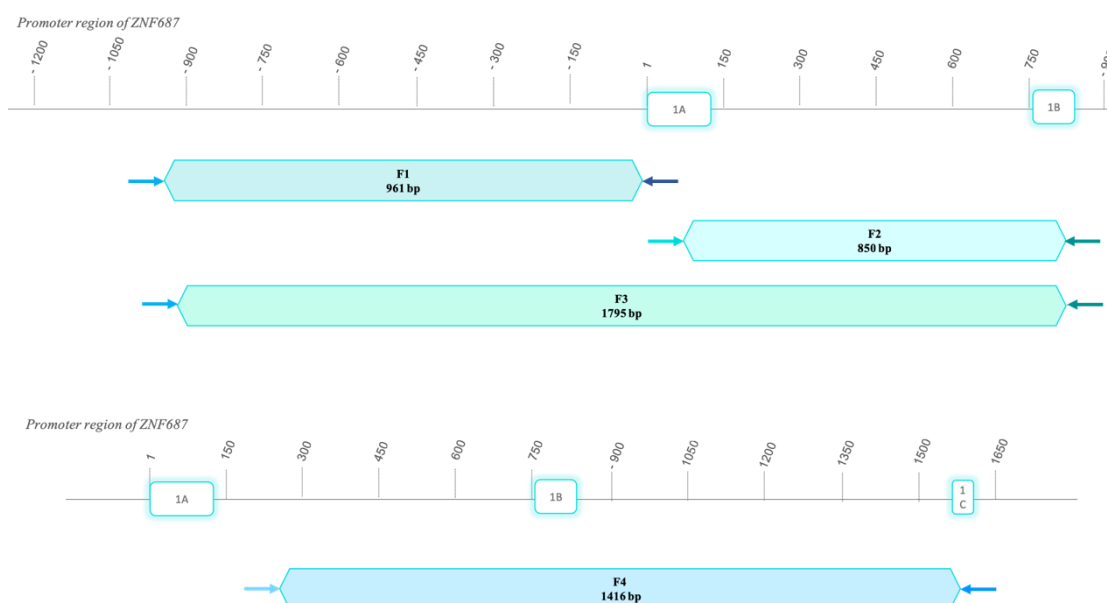 Promoter region of ZNF687
- 1200 - 1050 - 900 - 750 - 600 - 450 - 300 - 150 1 150 300 450 600 750 - 900
1A 1B
F1
961 bp
F2
850 bp
F3
1795 bp
Promoter region of ZNF687
1 150 300 450 600 750 - 900 1050 1200 1350 1500 1650
1A 1B 1
C
F4
1416 bp